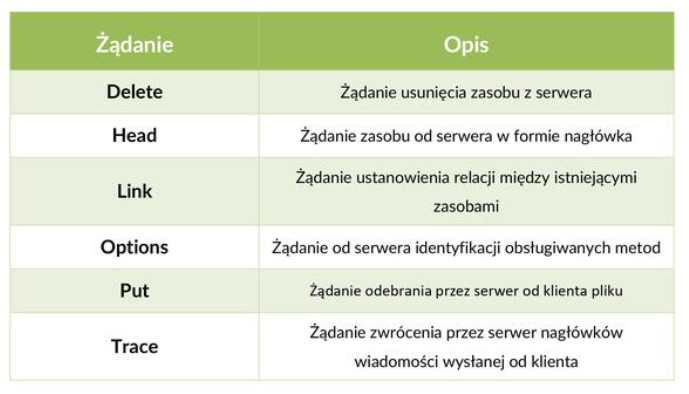 Żądanie Opis
Delete Żądanie usunięcia zasobu z serwera
Head Żądanie zasobu od serwera w formie nagłówka
Link Żądanie ustanowienia relacji między istniejącymi
zasobami
Options Żądanie od serwera identyfikacji obsługiwanych metod
Put Żądanie odebrania przez serwer od klienta pliku
Trace Żądanie zwrócenia przez serwer nagłówków
wiadomości wysłanej od klienta